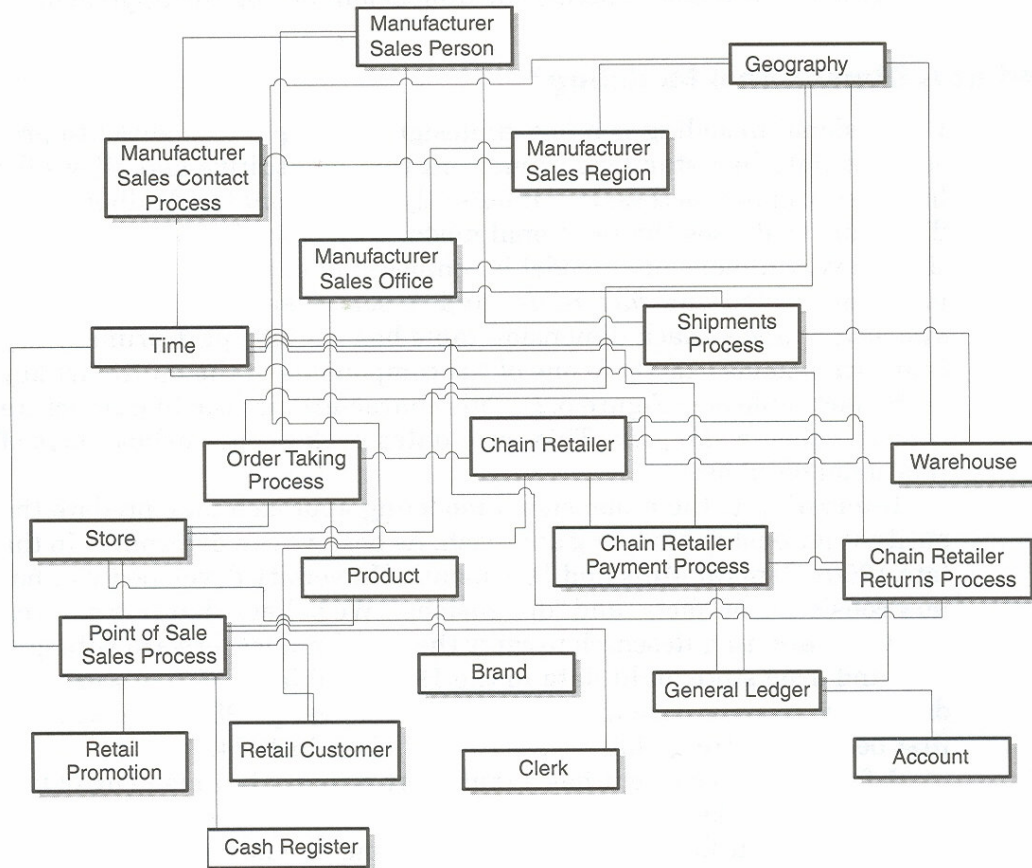 Manufacturer
Sales Person
Geography
Manufacturer
Sales Contact
Process
Manufacturer
Sales Region
Manufacturer
Sales Office
Shipments
Process
Time
Order Taking
Process
Chain Retailer
Warehouse
Store
Product
Chain Retailer
Payment Process
Chain Retailer
Returns Process
Point of Sale
Sales Process
Brand
General Ledger
Retail
Promotion
Retail Customer
Clerk
Account
Cash Register